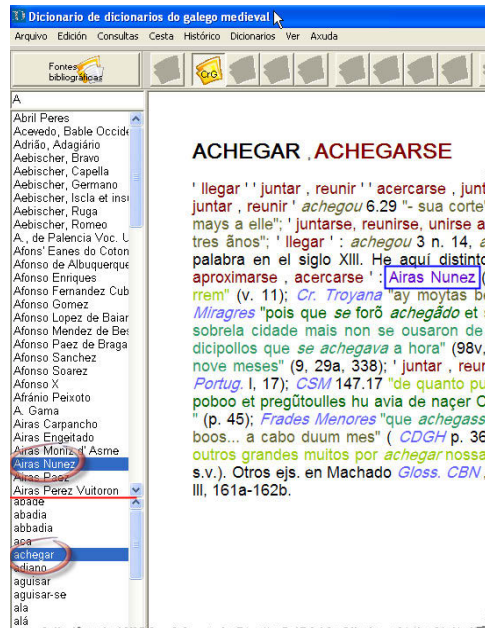 Dicionario de dicionarios do galego medieval
Arquivo Edición Consultas Cesta Histórico Dicionarios Ver Axuda
Fontes
bibliográficas
CrG
A
Abril Peres
Acevedo, Bable Occide
Adrião, Adagiário
Aebischer, Bravo
Aebischer, Capella
Aebischer, Germano
Aebischer, Iscla et insu
Aebischer, Ruga
Aebischer, Romeo
A., de Palencia Voc. U
Afons' Eanes do Coton
Afonso de Albuquerque
Afonso Enriques
Afonso Fernandez Cub
Afonso Gomez
Afonso Lopez de Baiar
Afonso Mendez de Bes
Afonso Paez de Braga
Afonso Sanchez
Afonso Soarez
Afonso X
Afrânio Peixoto
A. Gama
Airas Carpancho
Airas Engeitado
Airas Moniz d' Asme
Airas Nunez
Airas Paez
Airas Perez Vuitoron
abade
abadia
abbadia
aca
achegar
adiano
aguisar
aguisar-se
ala
alá
ACHEGAR , ACHEGARSE
' llegar ' ' juntar , reunir ' ' acercarse , junt
juntar , reunir ' achegou 6.29 "- sua corte"
mays a elle"; ' juntarse, reunirse, unirse a
tres ãnos"; ' llegar ' : achegou 3 n. 14, a
palabra en el siglo XIII. He aquí distinto
aproximarse , acercarse ' : Airas Nunez (
rrem" (v. 11); Cr. Troyana "ay moytas be
Miragres "pois que se forõ achegãdo et s
sobrela cidade mais non se ousaron de
dicipollos que se achegava a hora" (98v,
nove meses" (9, 29a, 338); ' juntar , reur
Portug. I, 17); CSM 147.17 "de quanto pu
poboo et pregũtoulles hu avia de naçer C
" (p. 45); Frades Menores "que achegass
boos... a cabo duum mes" ( CDGH p. 36
outros grandes muitos por achegar nossa
s.v.). Otros ejs. en Machado Gloss. CBN ,
III, 161a-162b.